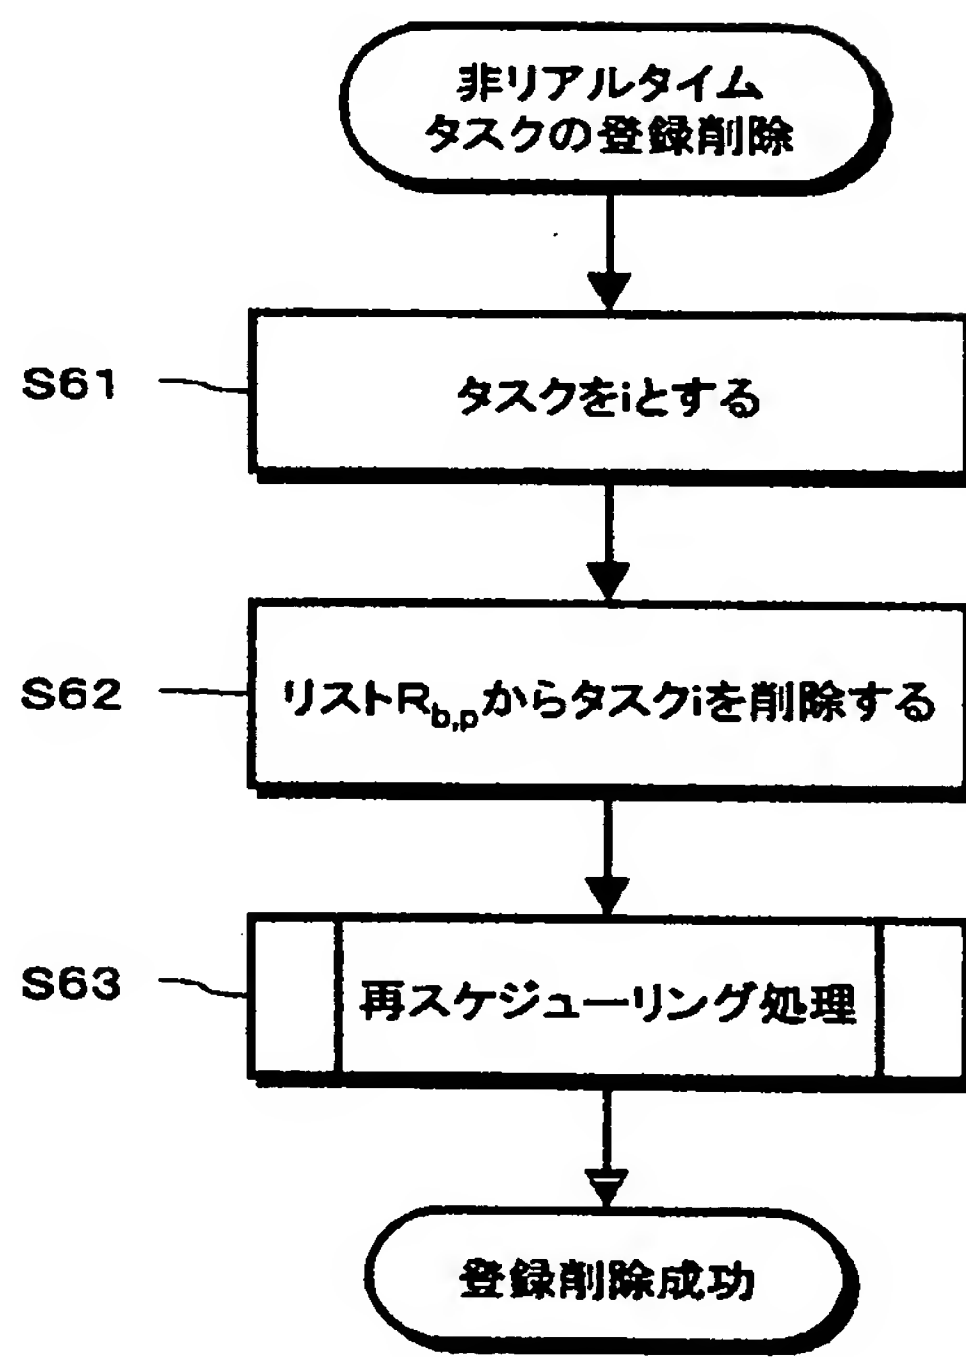 非リアルタイム
タスクの登録削除
S61
タスクをiとする
S62
リストR_{b,p}からタスクiを削除する
S63
再スケジューリング処理
登録削除成功